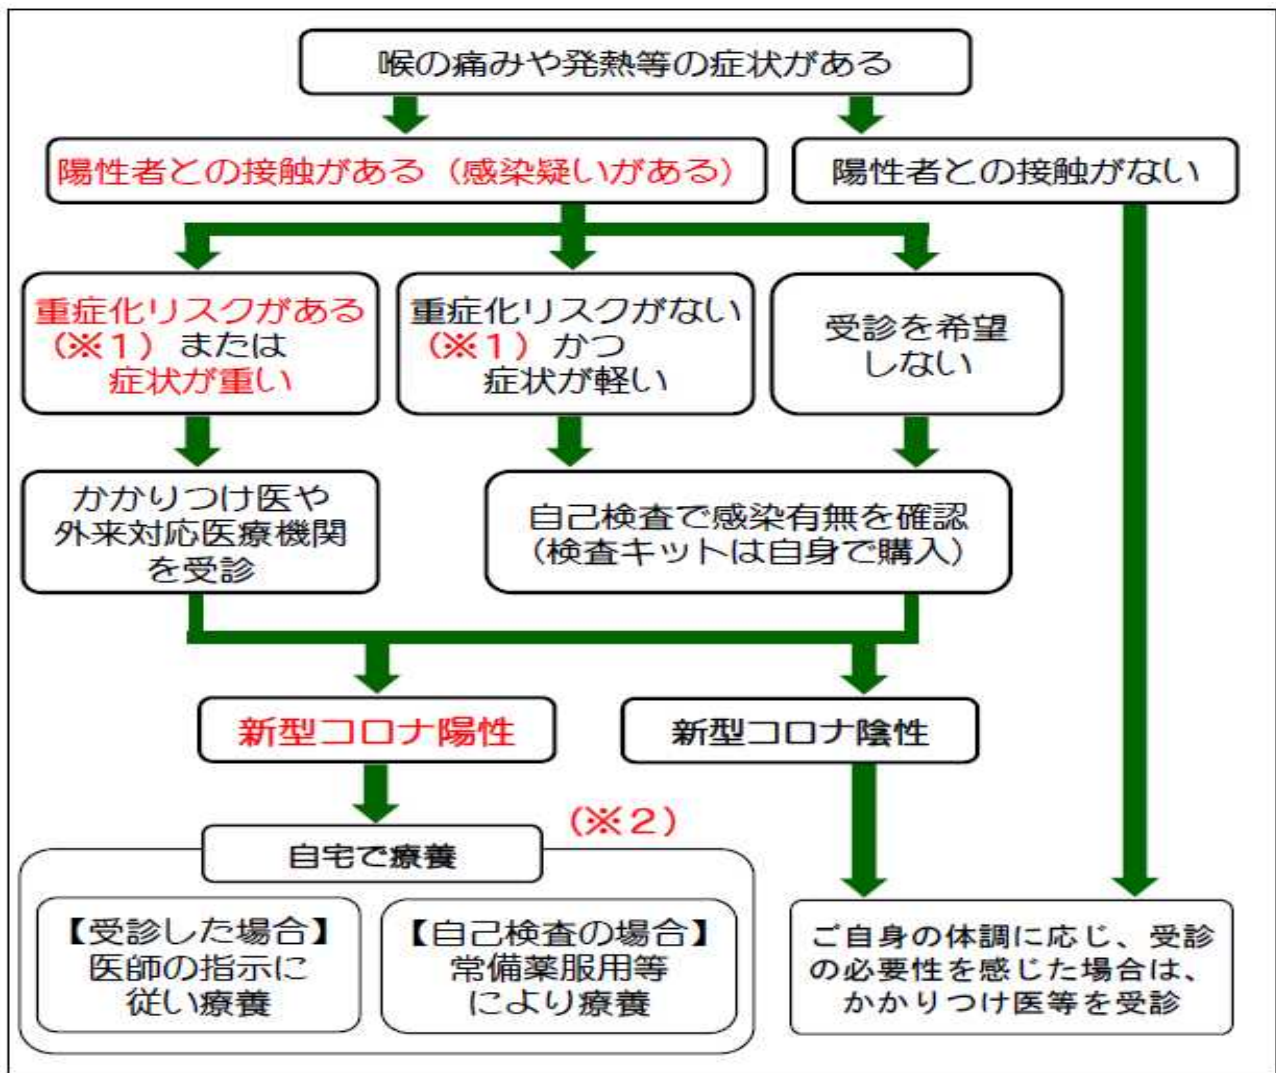 喉の痛みや発熱等の症状がある
陽性者との接触がある（感染疑いがある）
陽性者との接触がない
重症化リスクがある
（※１）または
症状が重い
重症化リスクがない
（※１）かつ
症状が軽い
受診を希望
しない
かかりつけ医や
外来対応医療機関
を受診
自己検査で感染有無を確認
（検査キットは自身で購入）
新型コロナ陽性
新型コロナ陰性
（※２）
自宅で療養
【受診した場合】
医師の指示に
従い療養
【自己検査の場合】
常備薬服用等
により療養
ご自身の体調に応じ、受診
の必要性を感じた場合は、
かかりつけ医等を受診